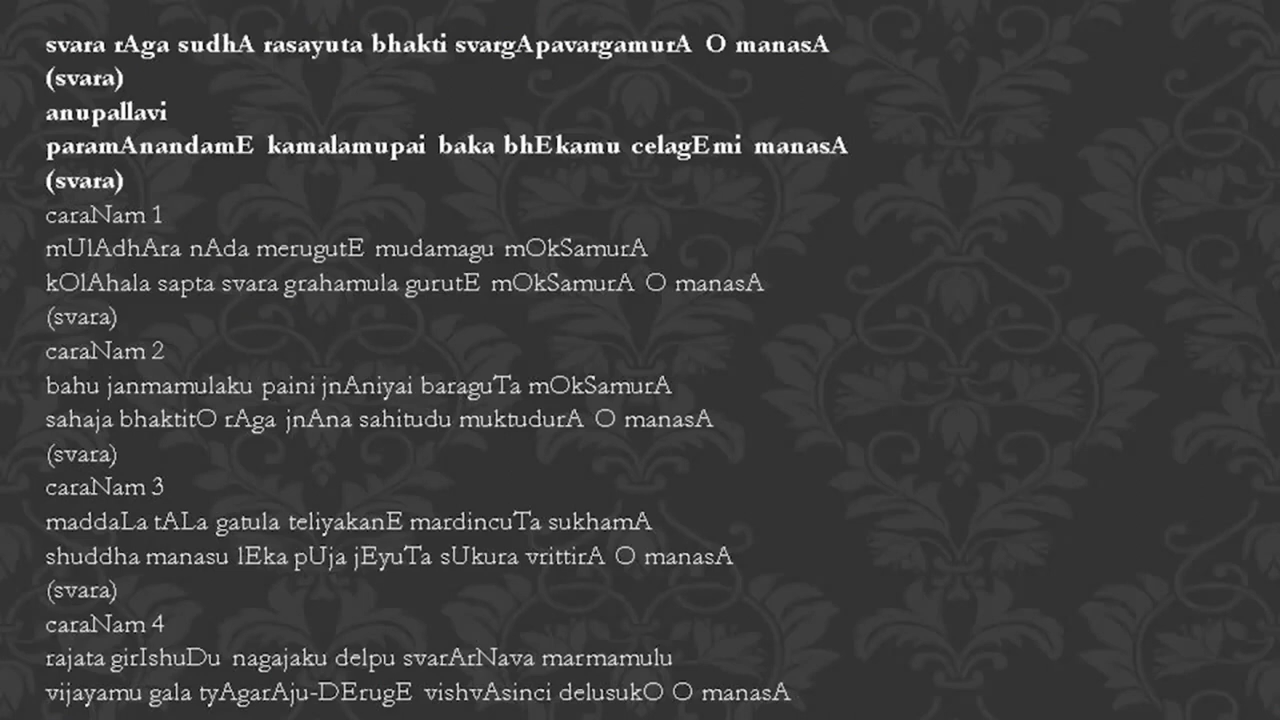 svara rAga sudhA rasayuta bhakti svargApavargamurA O manasA
(svara)
anupallavi
paramAnandamE kamalamupai baka bhEkamu celagEmi manasA
(svara)
caraNam 1
mUlAdhAra nAda merugutE mudamagu mOkSamurA
kOlAhala sapta svara grahamula gurutE mOkSamurA O manasA
(svara)
caraNam 2
bahu janmamulaku paini jnAniyai baraguTa mOkSamurA
sahaja bhaktitO rAga jnAna sahitudu muktudurA O manasA
(svara)
caraNam 3
maddaLa tALa gatula teliyakanE mardincuTa sukhamA
shuddha manasu lEka pUja jEyuTa sUkura vrittirA O manasA
(svara)
caraNam 4
rajata girIshuDu nagajaku delpu svarArNava marmamulu
vijayamu gala tyAgarAju-DErugE vishvAsinci delusukO O manasA